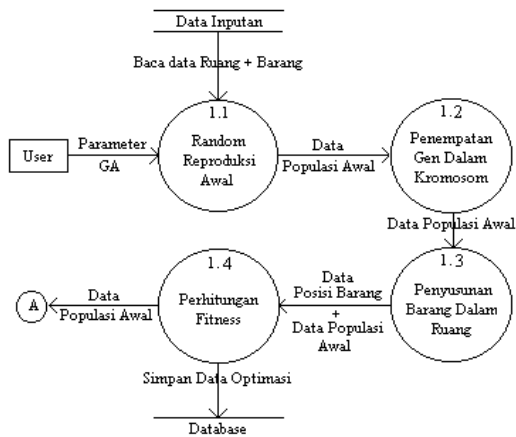 Data Inputan
Baca data Ruang + Barang
1.1
Random
Reproduksi
Awal
User
Parameter
GA
Data
Populasi Awal
1.2
Penempatan
Gen Dalam
Kromosom
Data Populasi Awal
1.3
Penyusunan
Barang Dalam
Ruang
Data
Posisi Barang
+
Data Populasi
Awal
1.4
Perhitungan
Fitness
Data
Populasi Awal
A
Simpan Data Optimasi
Database